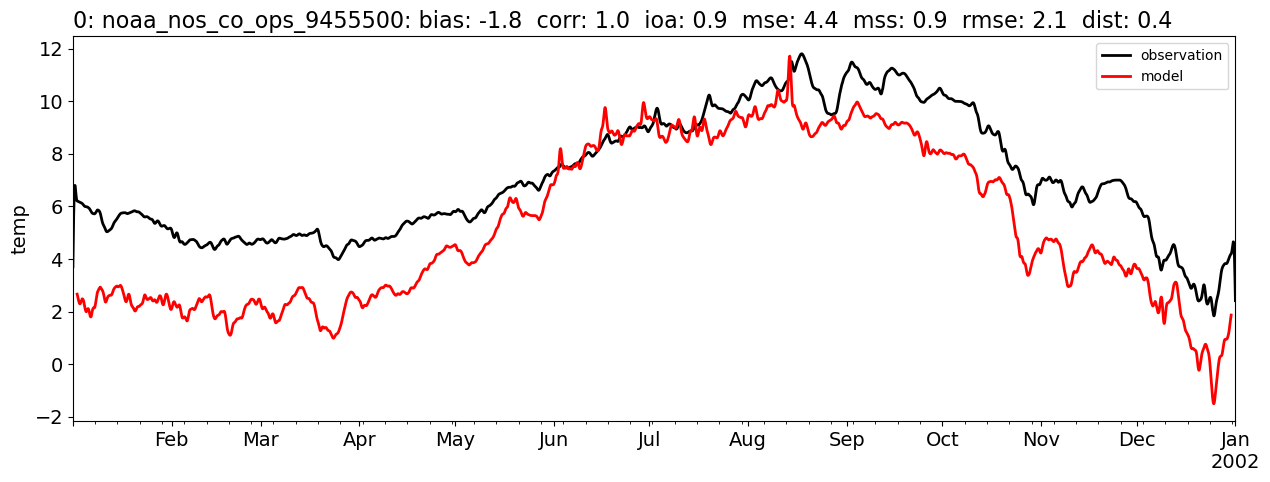 0: noaa_nos_co_ops_9455500: bias: -1.8  corr: 1.0  ioa: 0.9  mse: 4.4  mss: 0.9  rmse: 2.1  dist: 0.4
observation
model
temp
12
10
8
6
4
2
0
−2
Feb Mar Apr May Jun Jul Aug Sep Oct Nov Dec Jan
2002